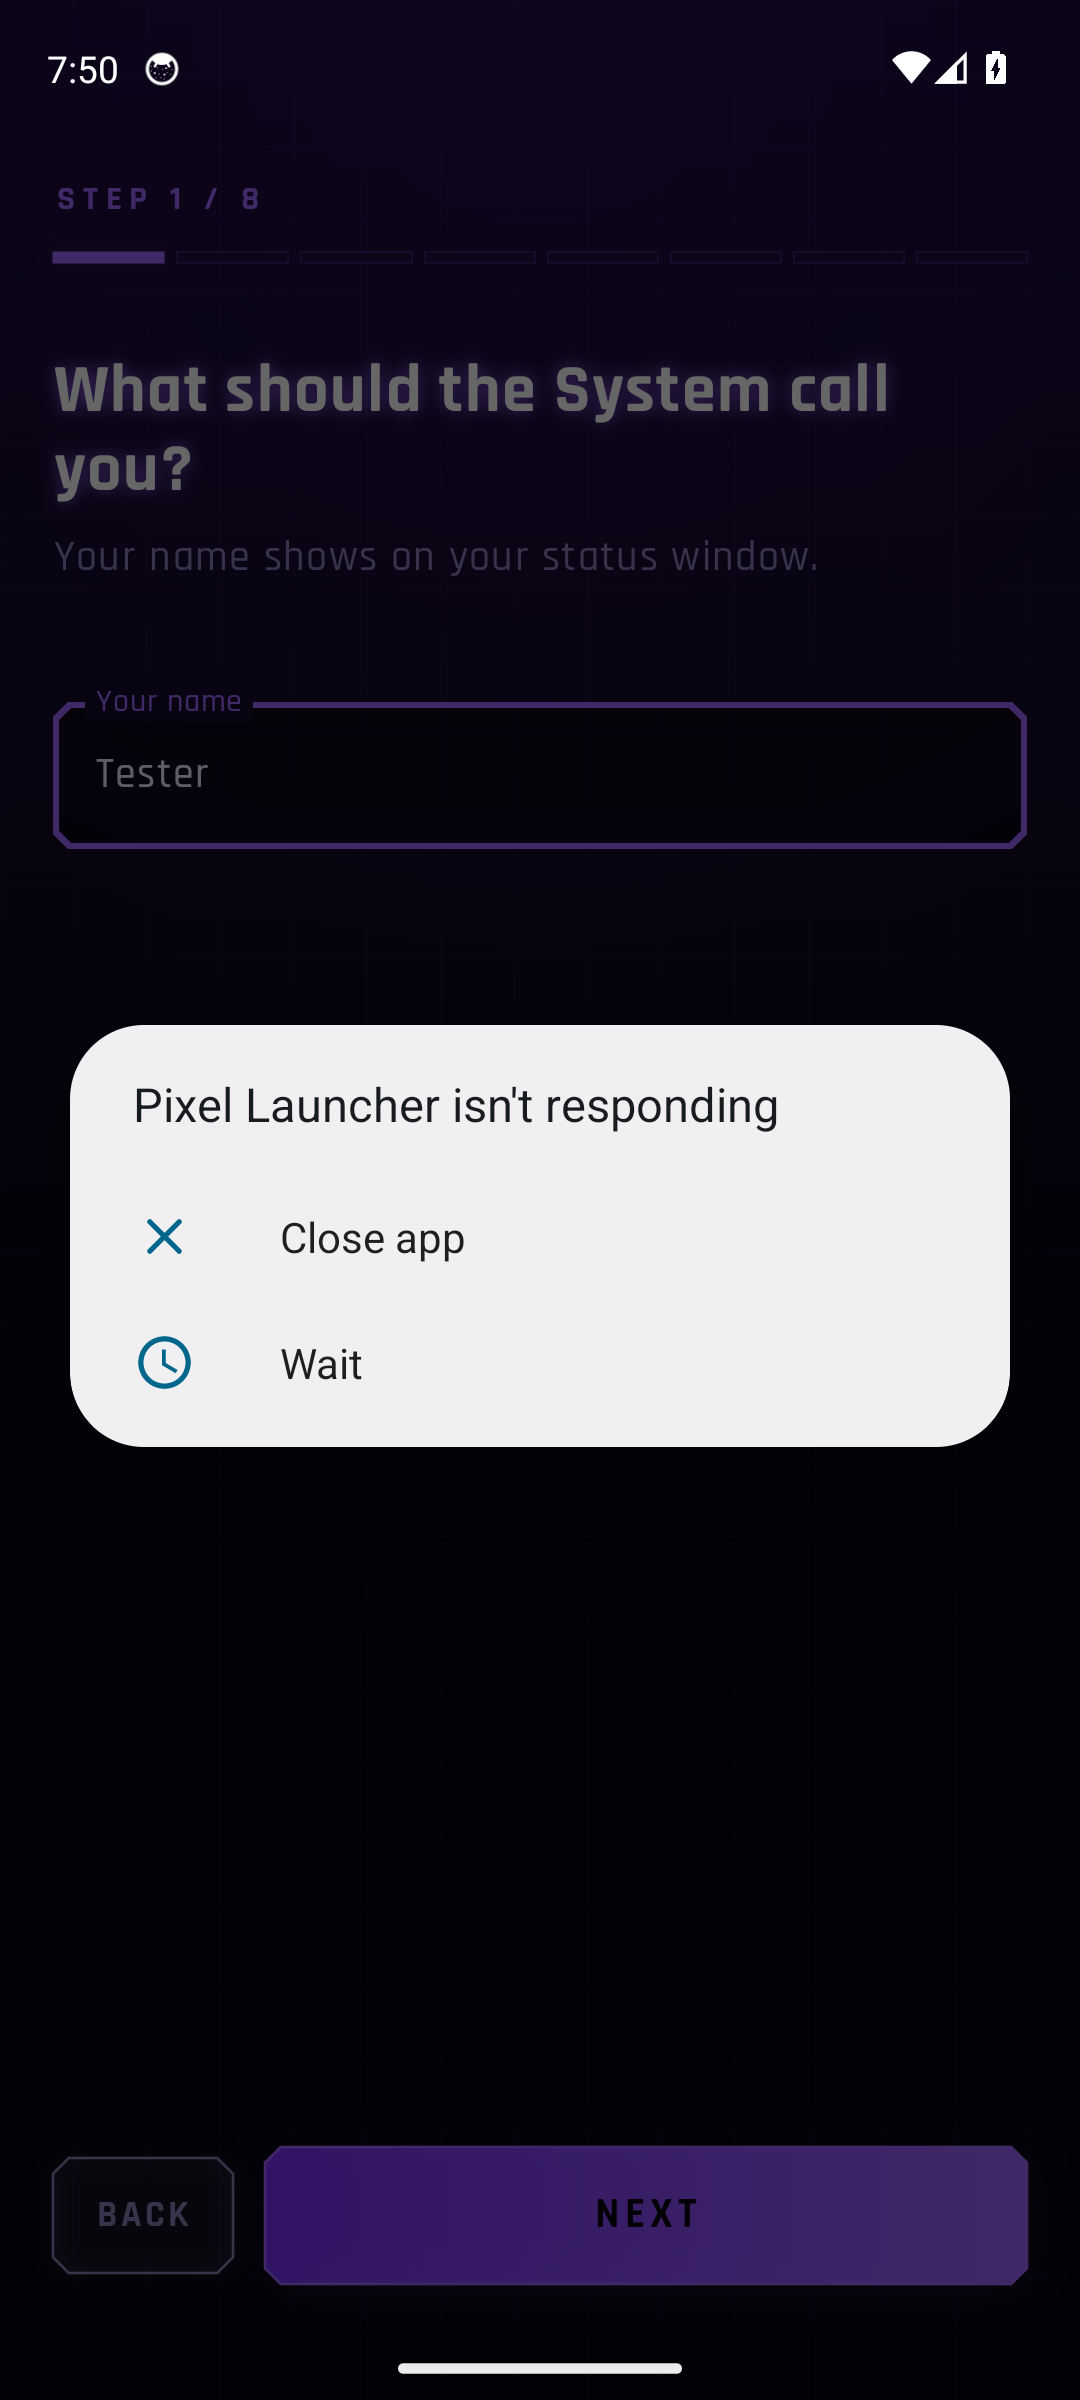 7:50
STEP 1 / 8
What should the System call
you?
Your name shows on your status window.
Your name
Tester
Pixel Launcher isn't responding
Close app
Wait
BACK
NEXT